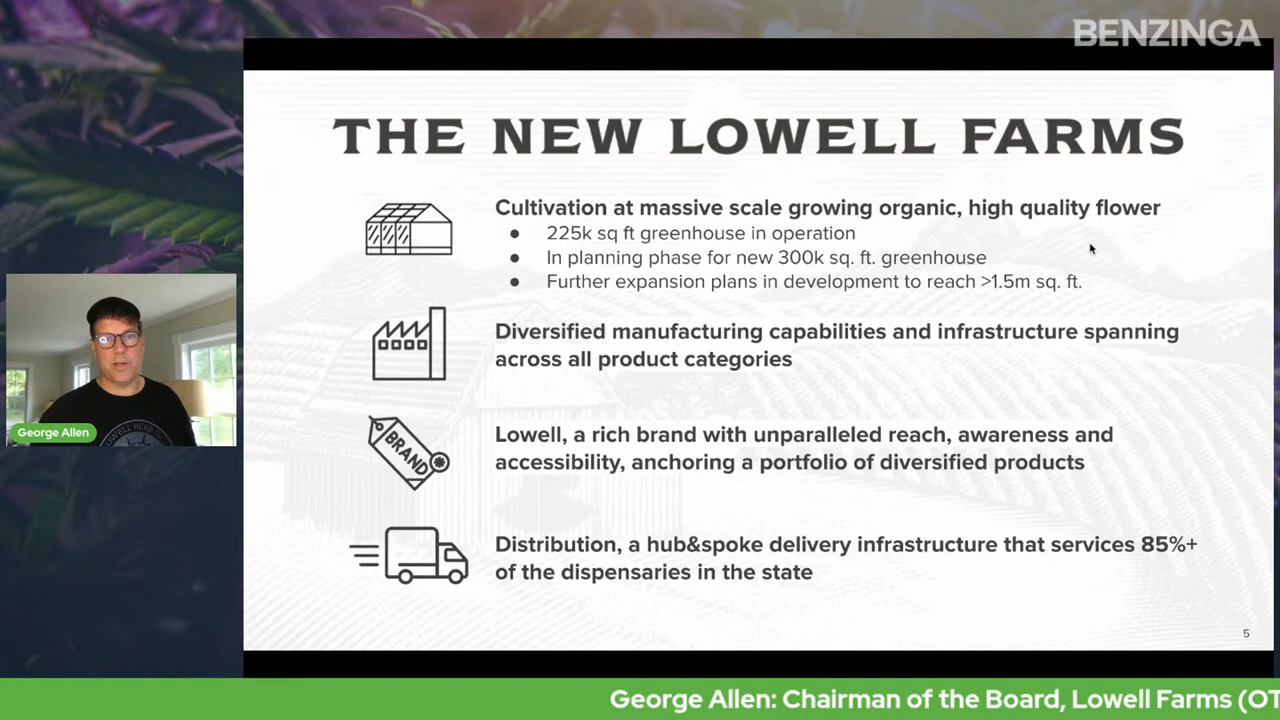 BENZINGA
THE NEW LOWELL FARMS
Cultivation at massive scale growing organic, high quality flower
● 225k sq ft greenhouse in operation
● In planning phase for new 300k sq. ft. greenhouse
● Further expansion plans in development to reach >1.5m sq. ft.
Diversified manufacturing capabilities and infrastructure spanning
across all product categories
BRAND
Lowell, a rich brand with unparalleled reach, awareness and
accessibility, anchoring a portfolio of diversified products
Distribution, a hub&spoke delivery infrastructure that services 85%+
of the dispensaries in the state
5
George Allen
George Allen: Chairman of the Board, Lowell Farms (OT